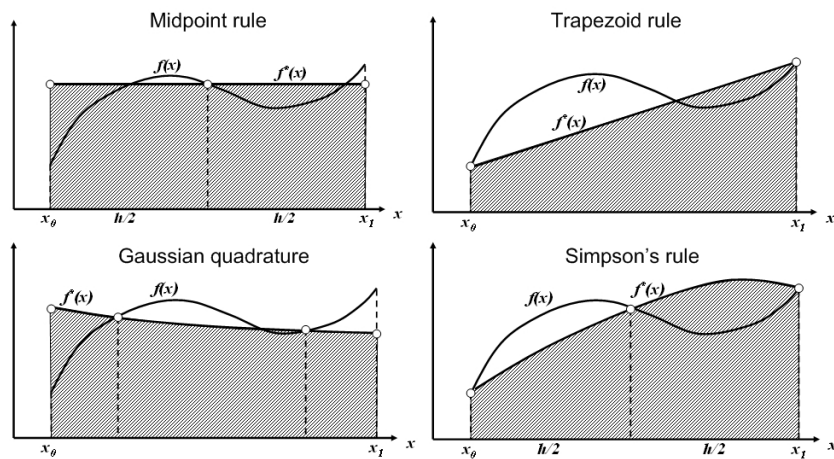 Midpoint rule
f(x)
f*(x)
x₀
h/2
h/2
x₁
x
Trapezoid rule
f(x)
f*(x)
x₀
x₁
x
Gaussian quadrature
f*(x)
f(x)
x₀
x₁
x
Simpson's rule
f(x)
f*(x)
x₀
h/2
h/2
x₁
x